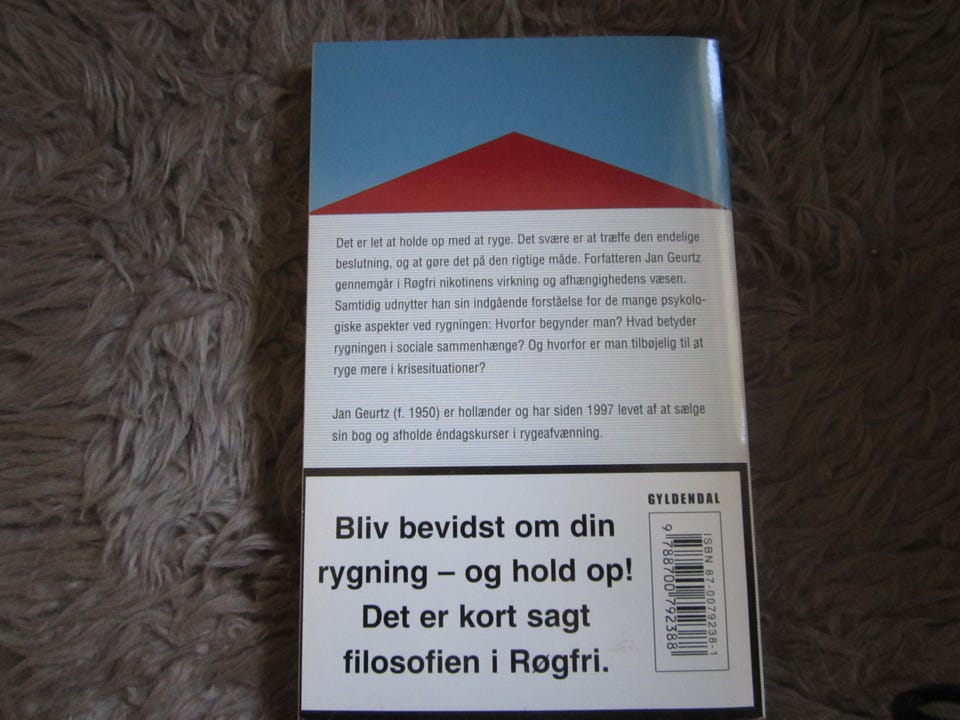 Det er let at holde op med at ryge. Det svære er at træffe den endelige
beslutning, og at gøre det på den rigtige måde. Forfatteren Jan Geurtz
gennemgår i Røgfri nikotinens virkning og afhængighedens væsen.
Samtidig udnytter han sin indgående forståelse for de mange psykolo-
giske aspekter ved rygningen: Hvorfor begynder man? Hvad betyder
rygningen i sociale sammenhænge? Og hvorfor er man tilbøjelig til at
ryge mere i krisesituationer?
Jan Geurtz (f. 1950) er hollænder og har siden 1997 levet af at sælge
sin bog og afholde éndagskurser i rygeafvænning.
Bliv bevidst om din
rygning – og hold op!
Det er kort sagt
filosofien i Røgfri.
GYLDENDAL
ISBN 87-0079238-1
9788700792388